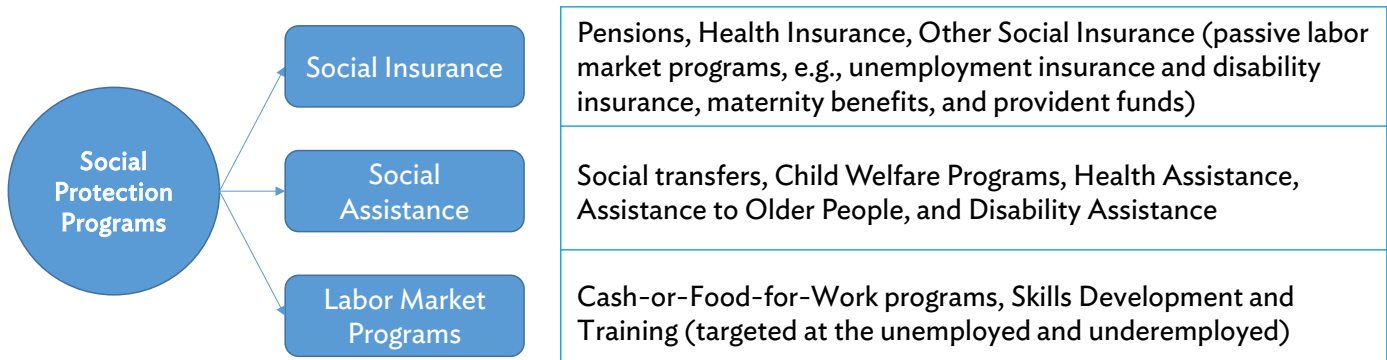 Social
Protection
Programs
Social Insurance
Pensions, Health Insurance, Other Social Insurance (passive labor
market programs, e.g., unemployment insurance and disability
insurance, maternity benefits, and provident funds)
Social
Assistance
Social transfers, Child Welfare Programs, Health Assistance,
Assistance to Older People, and Disability Assistance
Labor Market
Programs
Cash-or-Food-for-Work programs, Skills Development and
Training (targeted at the unemployed and underemployed)